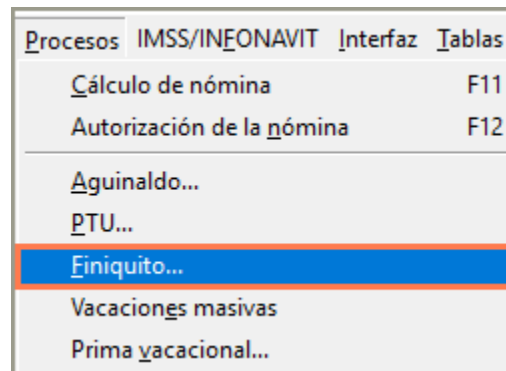 Procesos IMSS/INFONAVIT Interfaz Tablas
Cálculo de nómina F11
Autorización de la nómina F12
Aguinaldo...
PTU...
Finiquito...
Vacaciones masivas
Prima vacacional...